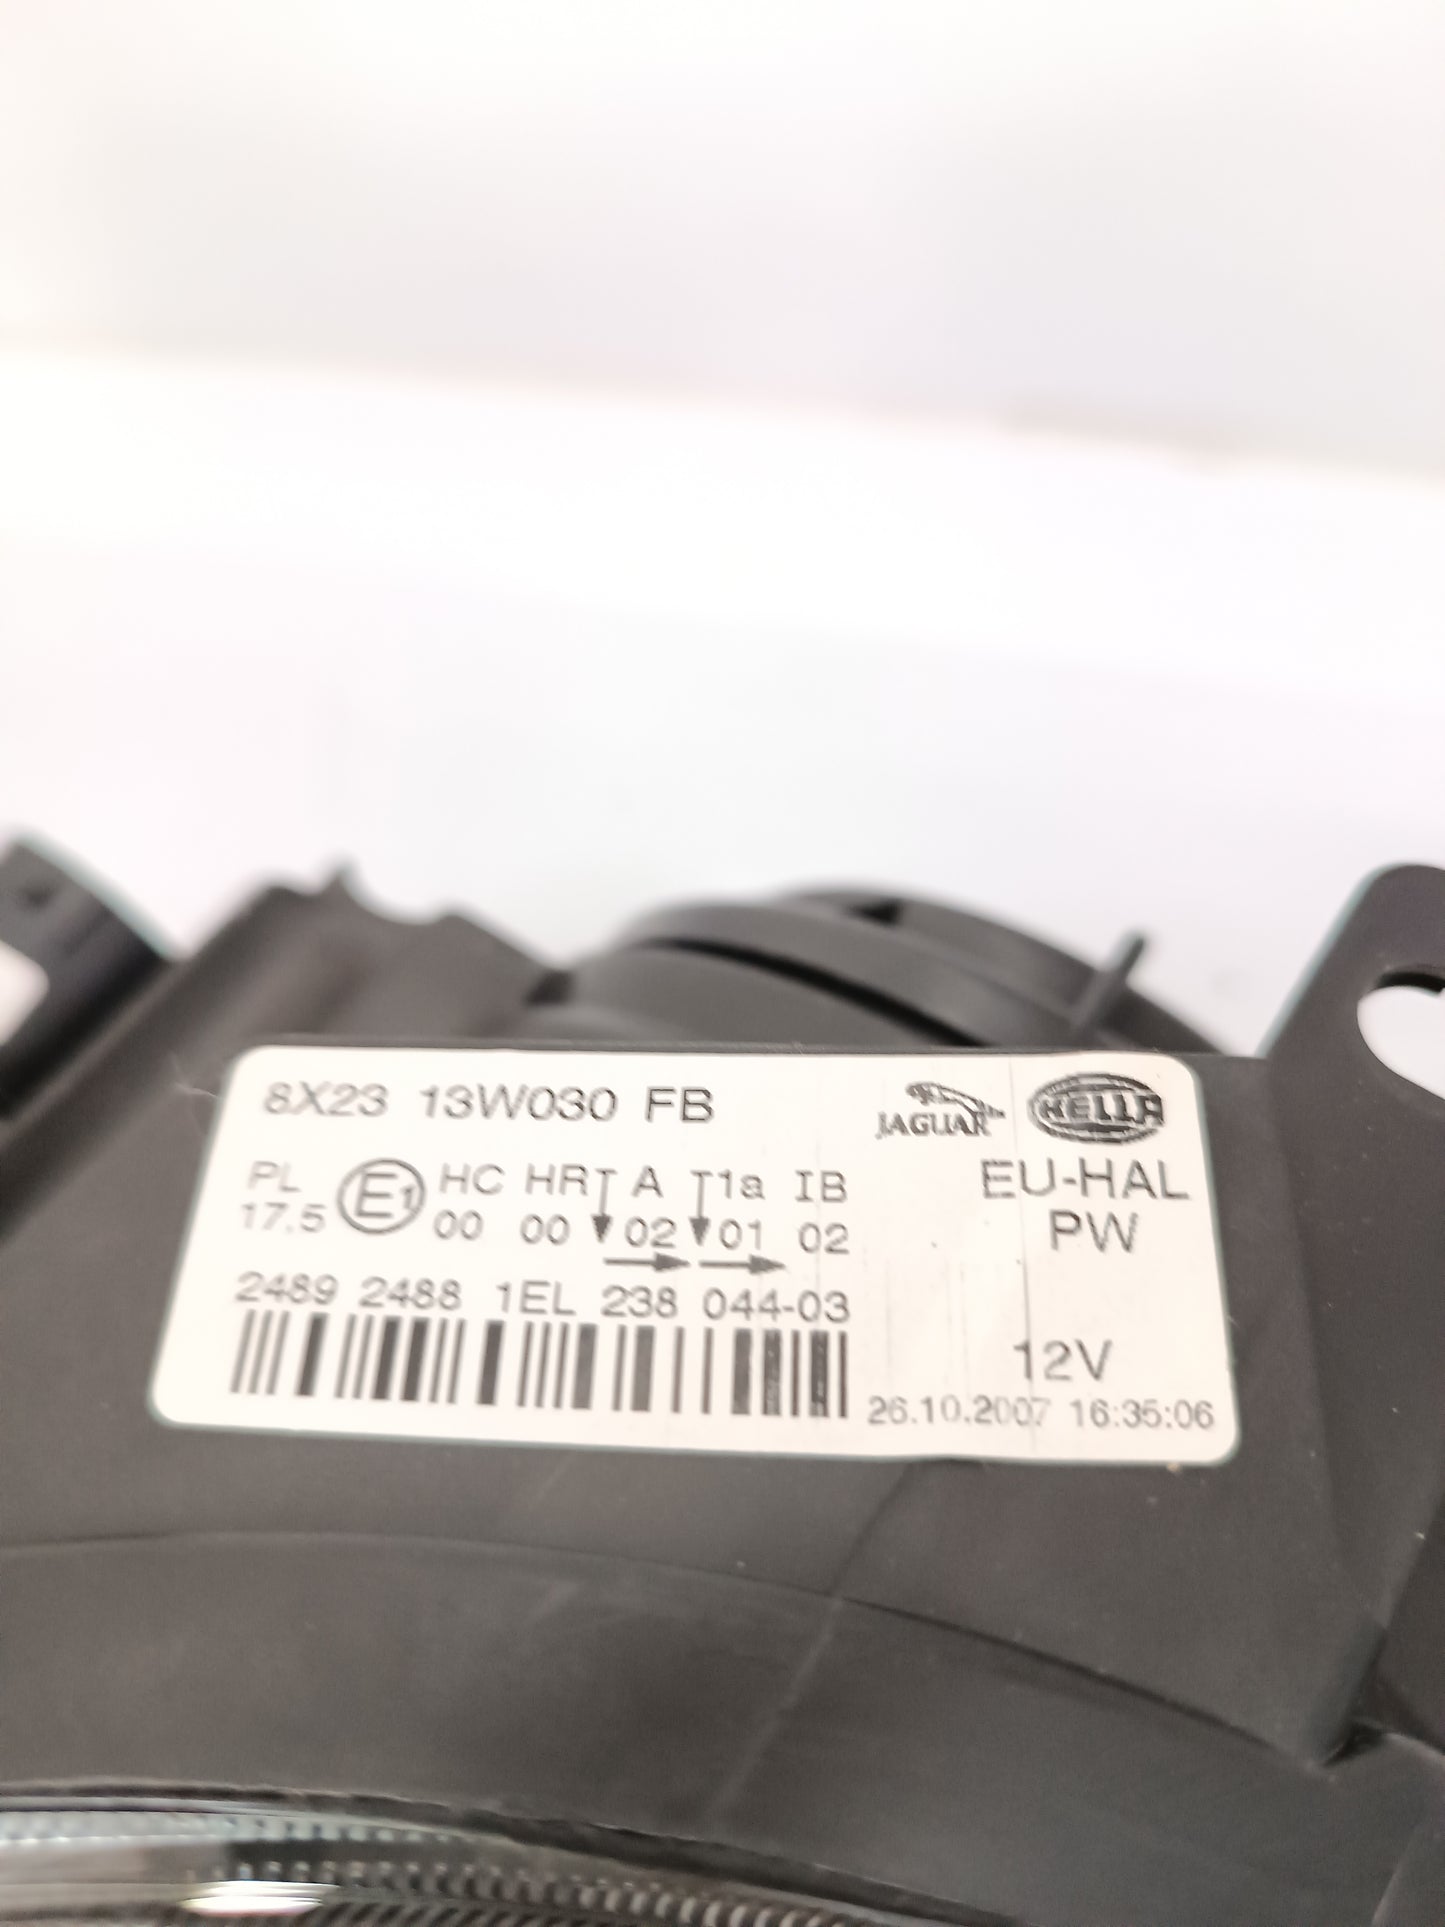 8X23 13W030 FB
JAGUAR HELLA
PL E1 HC HR A 1a IB
17,5 00 00 02 01 02
EU-HAL
PW
2489 2488 1EL 238 044-03
12V
26.10.2007 16:35:06